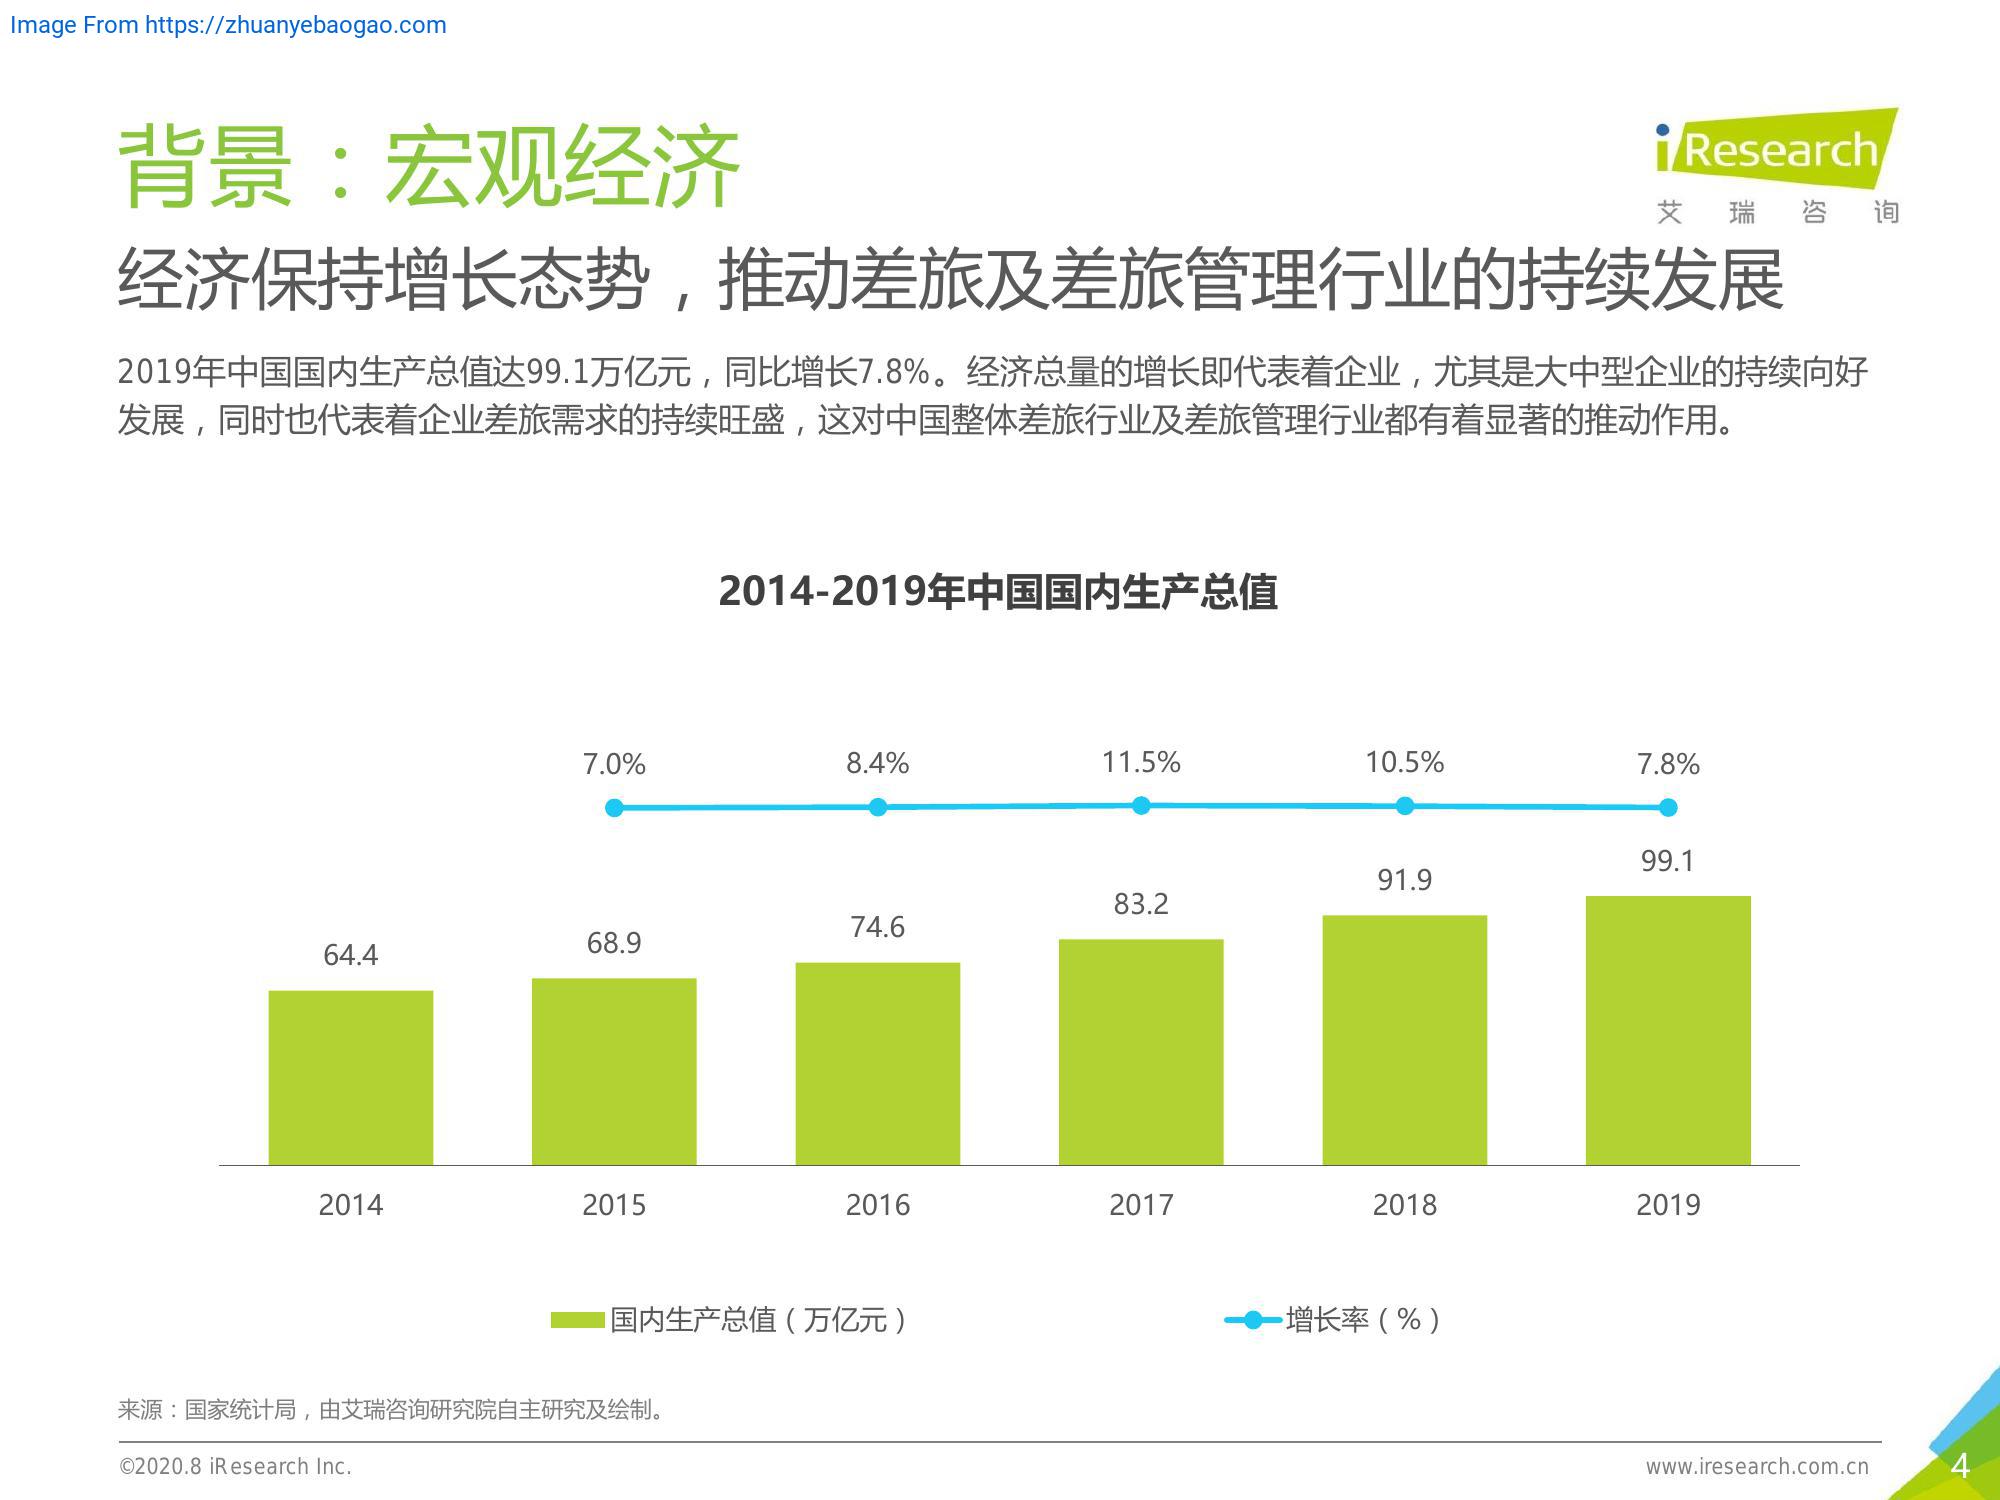 Image From https://zhuanyebaogao.com
背景：宏观经济
iResearch
艾瑞咨询
经济保持增长态势，推动差旅及差旅管理行业的持续发展
2019年中国国内生产总值达99.1万亿元，同比增长7.8%。经济总量的增长即代表着企业，尤其是大中型企业的持续向好
发展，同时也代表着企业差旅需求的持续旺盛，这对中国整体差旅行业及差旅管理行业都有着显著的推动作用。
2014-2019年中国国内生产总值
7.0% 8.4% 11.5% 10.5% 7.8%
64.4 68.9 74.6 83.2 91.9 99.1
2014 2015 2016 2017 2018 2019
国内生产总值（万亿元） 增长率（%）
来源：国家统计局，由艾瑞咨询研究院自主研究及绘制。
©2020.8 iResearch Inc. www.iresearch.com.cn 4